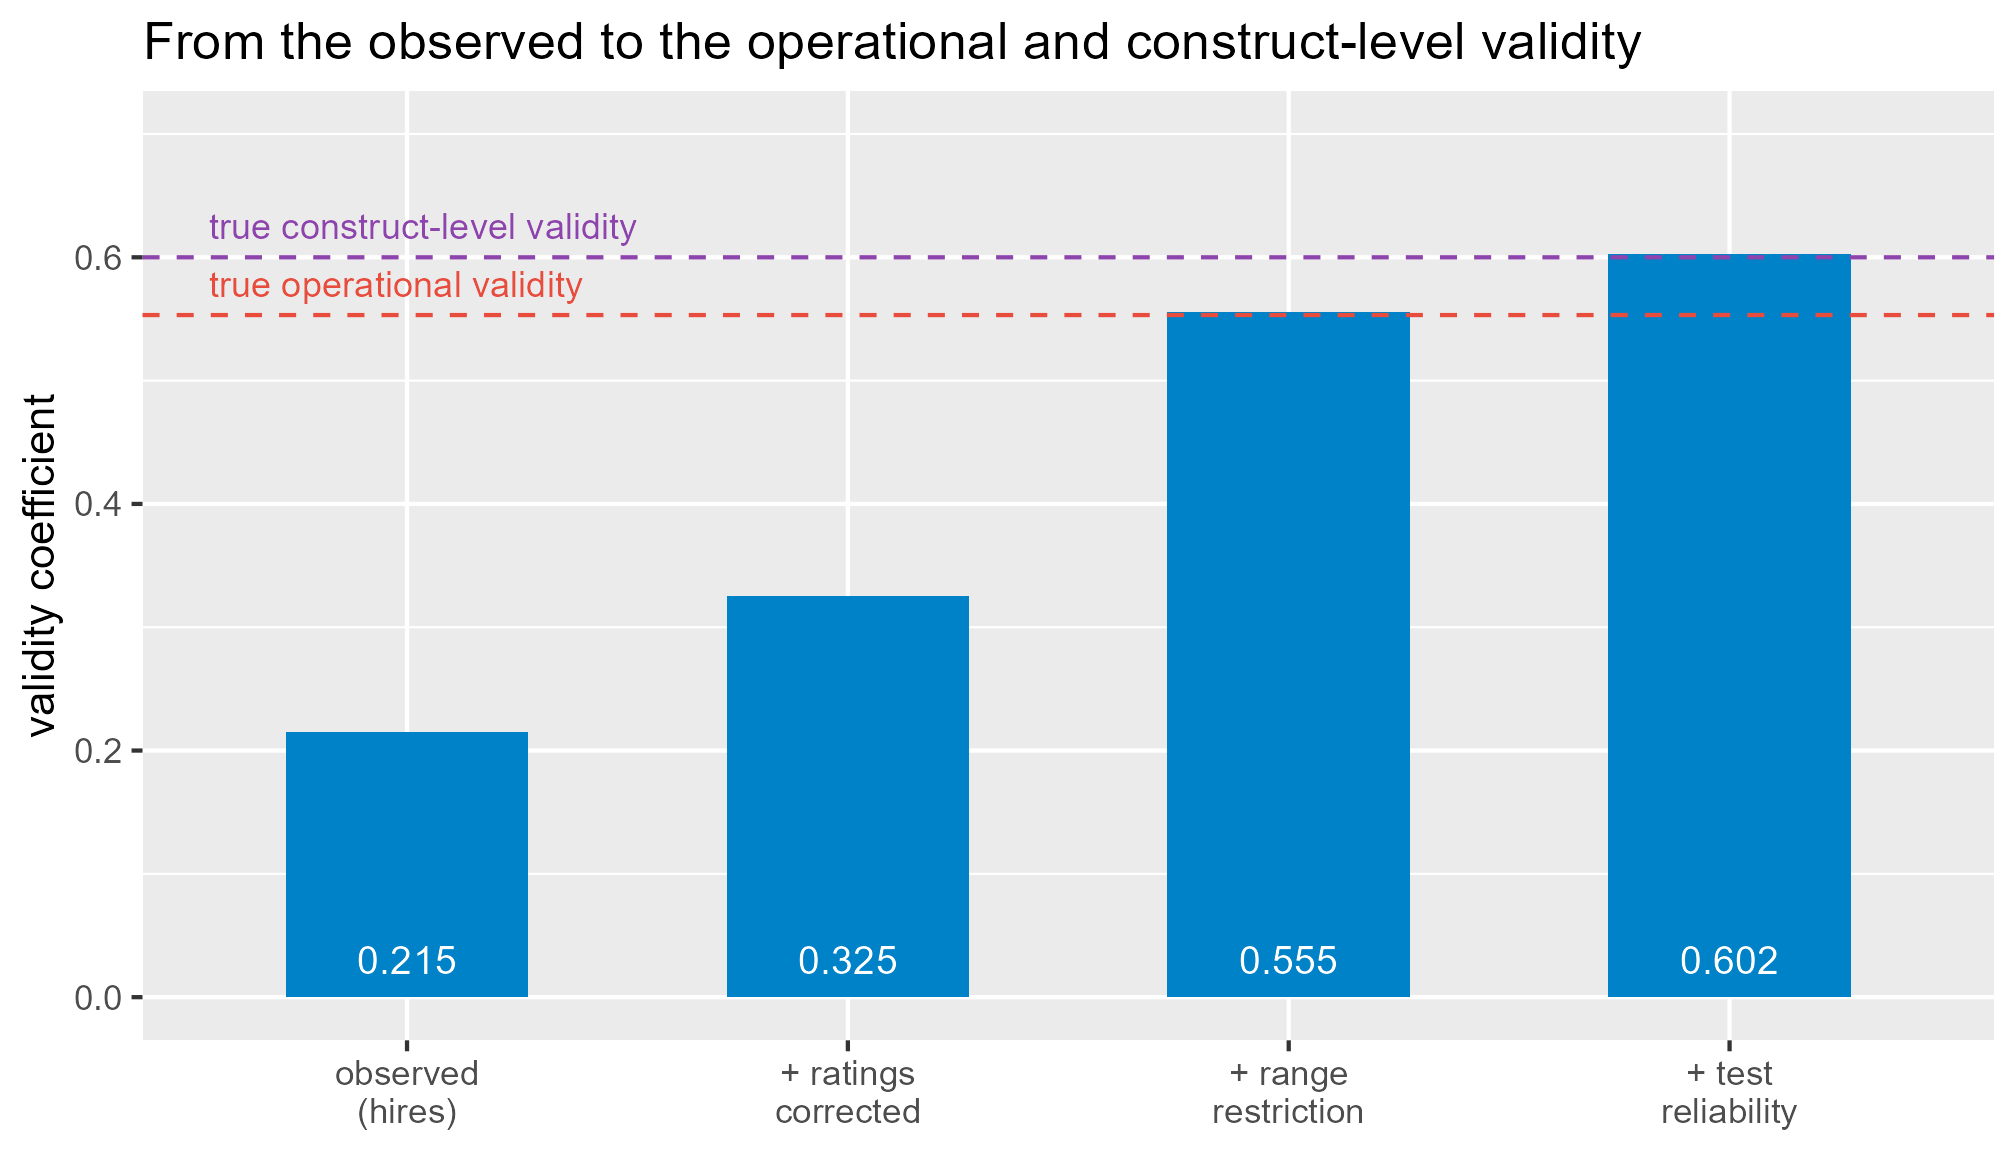 From the observed to the operational and construct-level validity
validity coefficient
0.6
0.4
0.2
0.0
true construct-level validity
true operational validity
0.215
0.325
0.555
0.602
observed
(hires)
+ ratings
corrected
+ range
restriction
+ test
reliability